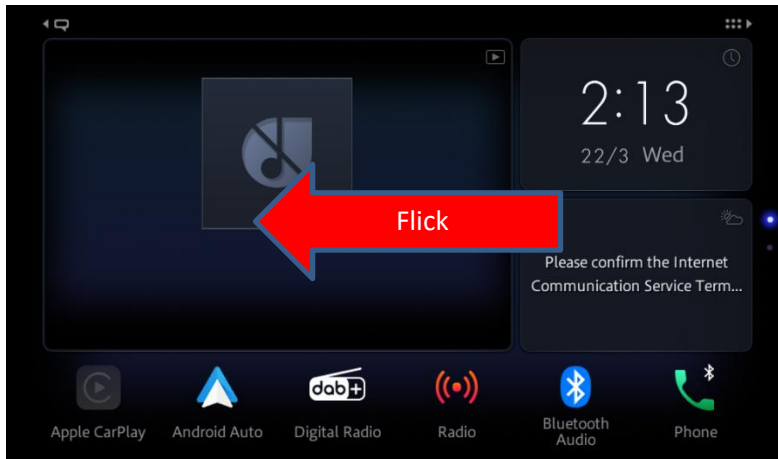 2:13
22/3 Wed
Flick
Please confirm the Internet
Communication Service Term...
dab+
Apple CarPlay
Android Auto
Digital Radio
Radio
Bluetooth
Audio
Phone